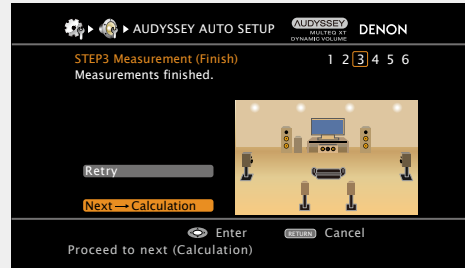 AUDYSSEY AUTO SETUP
AUDYSSEY
MULTEQ XT
DYNAMIC VOLUME
DENON
STEP3 Measurement (Finish)
1 2 3 4 5 6
Measurements finished.
Retry
Next→Calculation
Enter
RETURN Cancel
Proceed to next (Calculation)